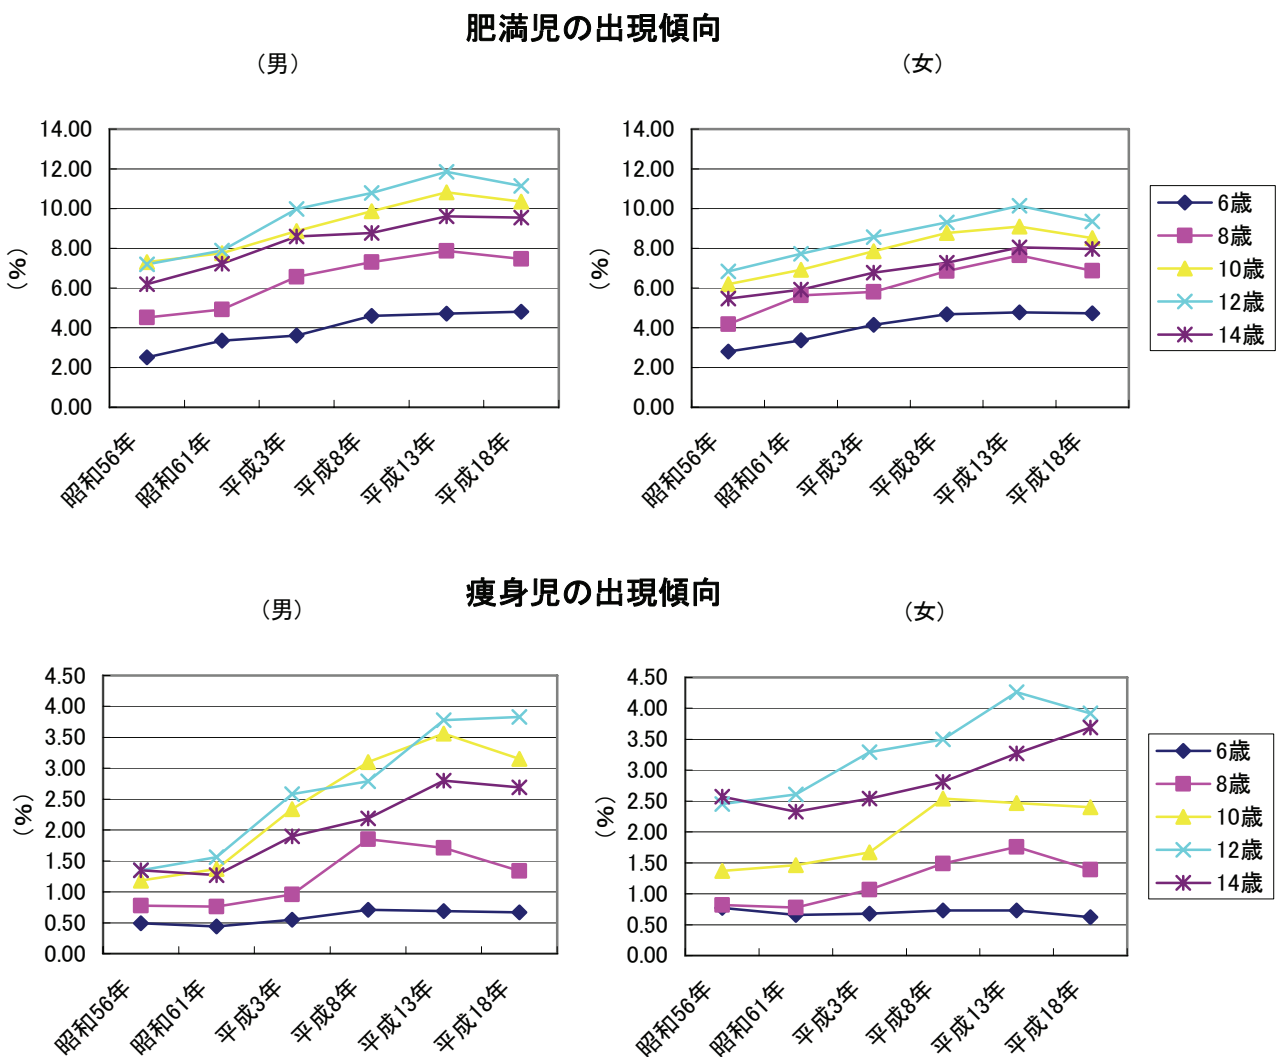 肥満児の出現傾向
（男）
（女）
14.00
12.00
10.00
8.00
6.00
4.00
2.00
0.00
（%）
昭和56年
昭和61年
平成3年
平成8年
平成13年
平成18年
14.00
12.00
10.00
8.00
6.00
4.00
2.00
0.00
（%）
昭和56年
昭和61年
平成3年
平成8年
平成13年
平成18年
6歳
8歳
10歳
12歳
14歳
痩身児の出現傾向
（男）
（女）
4.50
4.00
3.50
3.00
2.50
2.00
1.50
1.00
0.50
0.00
（%）
昭和56年
昭和61年
平成3年
平成8年
平成13年
平成18年
4.50
4.00
3.50
3.00
2.50
2.00
1.50
1.00
0.50
0.00
（%）
昭和56年
昭和61年
平成3年
平成8年
平成13年
平成18年
6歳
8歳
10歳
12歳
14歳